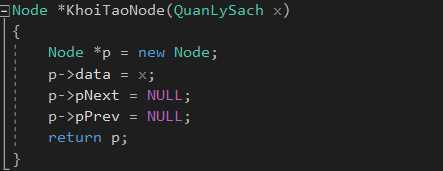 Node *KhoiTaoNode(QuanLySach x)
{
Node *p = new Node;
p->data = x;
p->pNext = NULL;
p->pPrev = NULL;
return p;
}